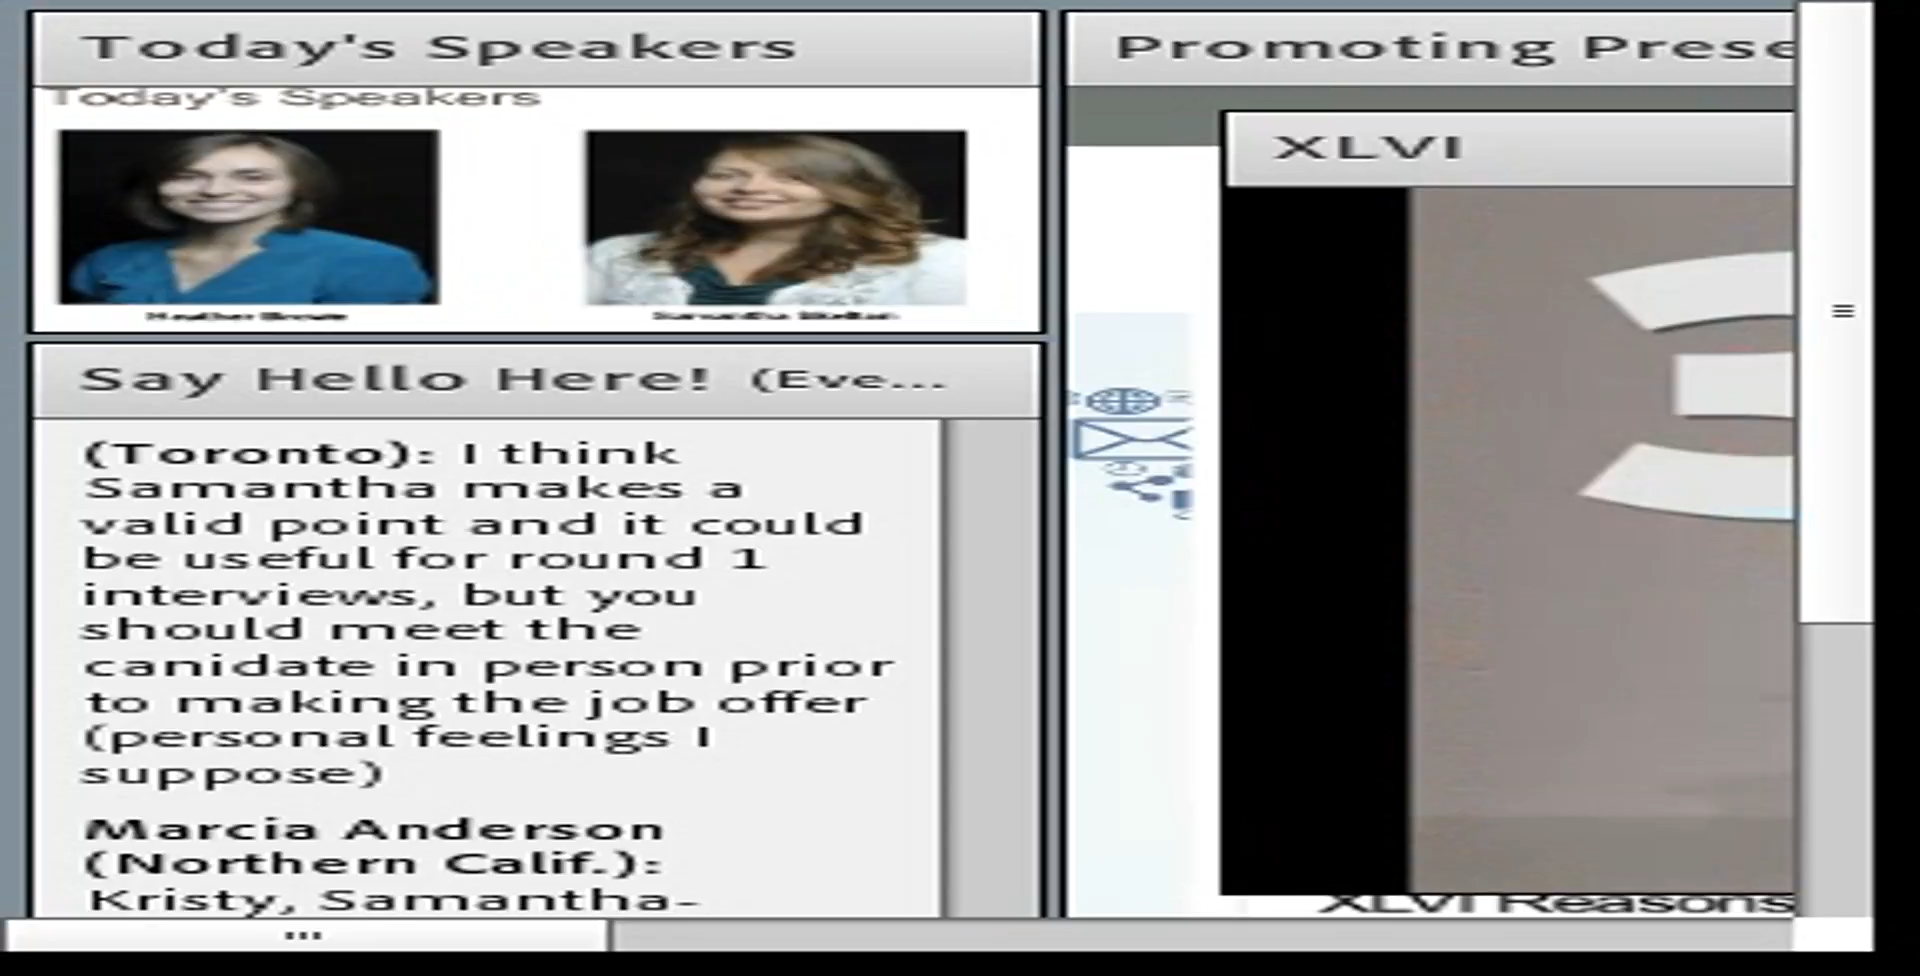 Today's Speakers
Today's Speakers
Say Hello Here! (Eve...
(Toronto): I think
Samantha makes a
valid point and it could
be useful for round 1
interviews, but you
should meet the
canidate in person prior
to making the job offer
(personal feelings I
suppose)
Marcia Anderson
(Northern Calif.):
Kristy, Samantha-
Promoting Prese
XLVI
XLVI Reasons